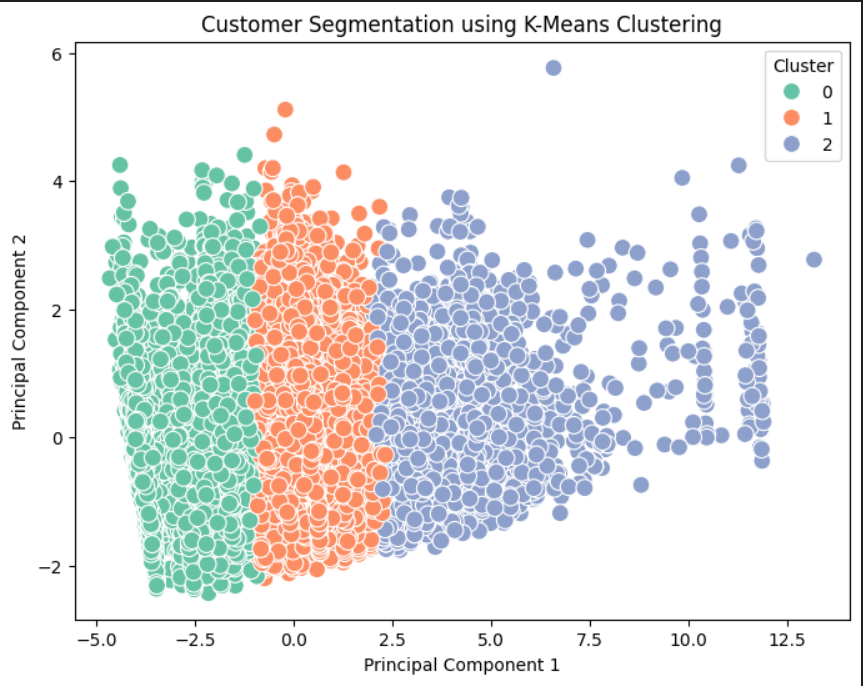 Customer Segmentation using K-Means Clustering
Cluster
0
1
2
Principal Component 2
6
4
2
0
−2
−5.0 −2.5 0.0 2.5 5.0 7.5 10.0 12.5
Principal Component 1